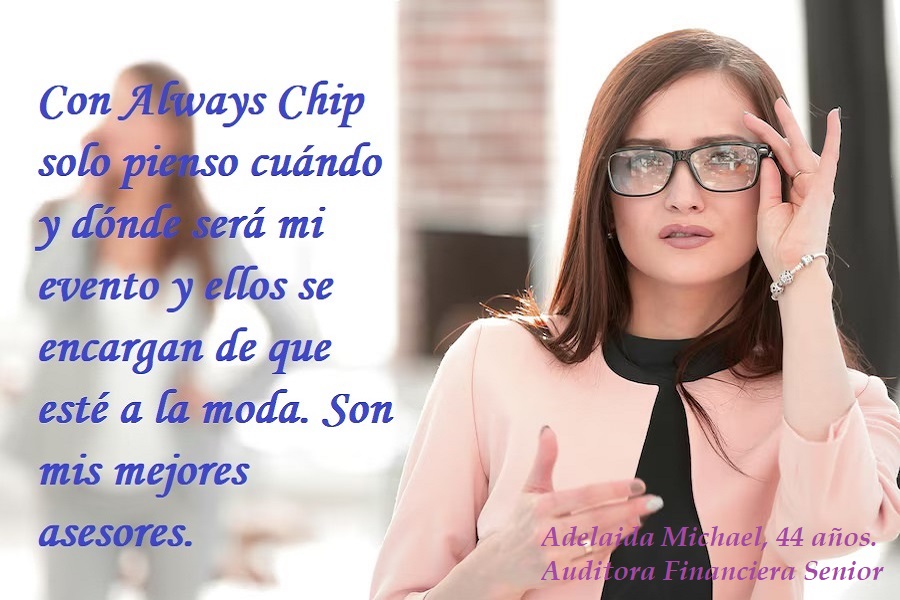 Con Always Chip
solo pienso cuándo
y dónde será mi
evento y ellos se
encargan de que
esté a la moda. Son
mis mejores
asesores.
Adelaida Michael, 44 años.
Auditora Financiera Senior